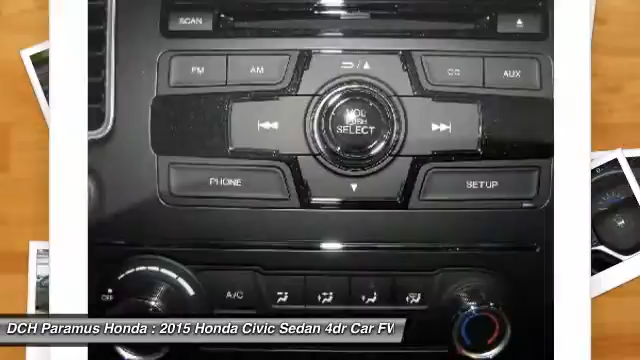 SCAN
FM AM CD AUX
VOL
PUSH
SELECT
PHONE SETUP
OFF A/C
DCH Paramus Honda : 2015 Honda Civic Sedan 4dr Car FW